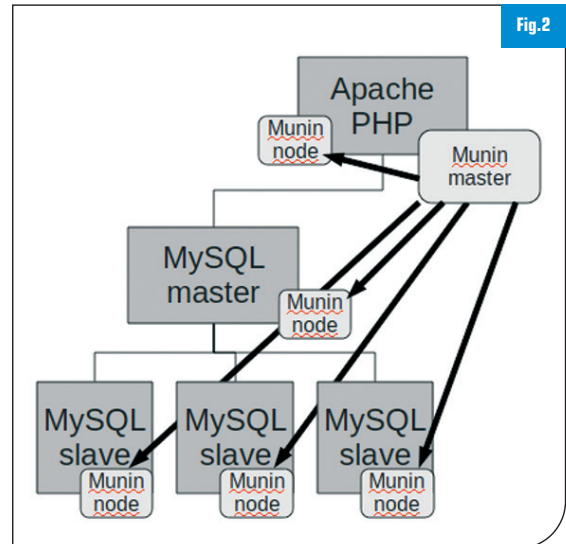 Fig.2
Apache
PHP
Munin
node
Munin
master
MySQL
master
Munin
node
MySQL
slave
Munin
node
MySQL
slave
Munin
node
MySQL
slave
Munin
node